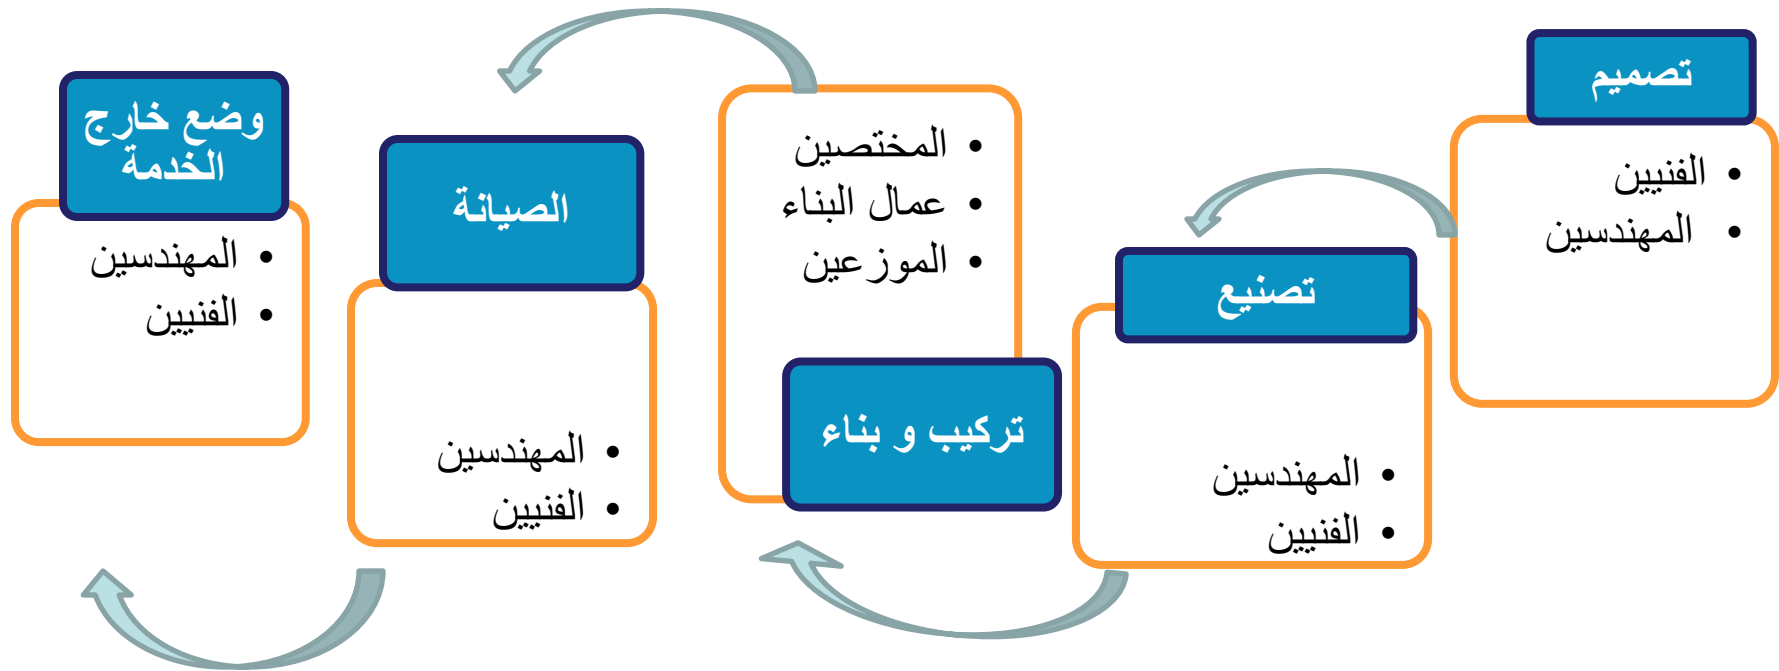 تصميم
• الفنيين
• المهندسين
تصنيع
• المهندسين
• الفنيين
• المختصين
• عمال البناء
• الموزعين
تركيب و بناء
الصيانة
• المهندسين
• الفنيين
وضع خارج
الخدمة
• المهندسين
• الفنيين